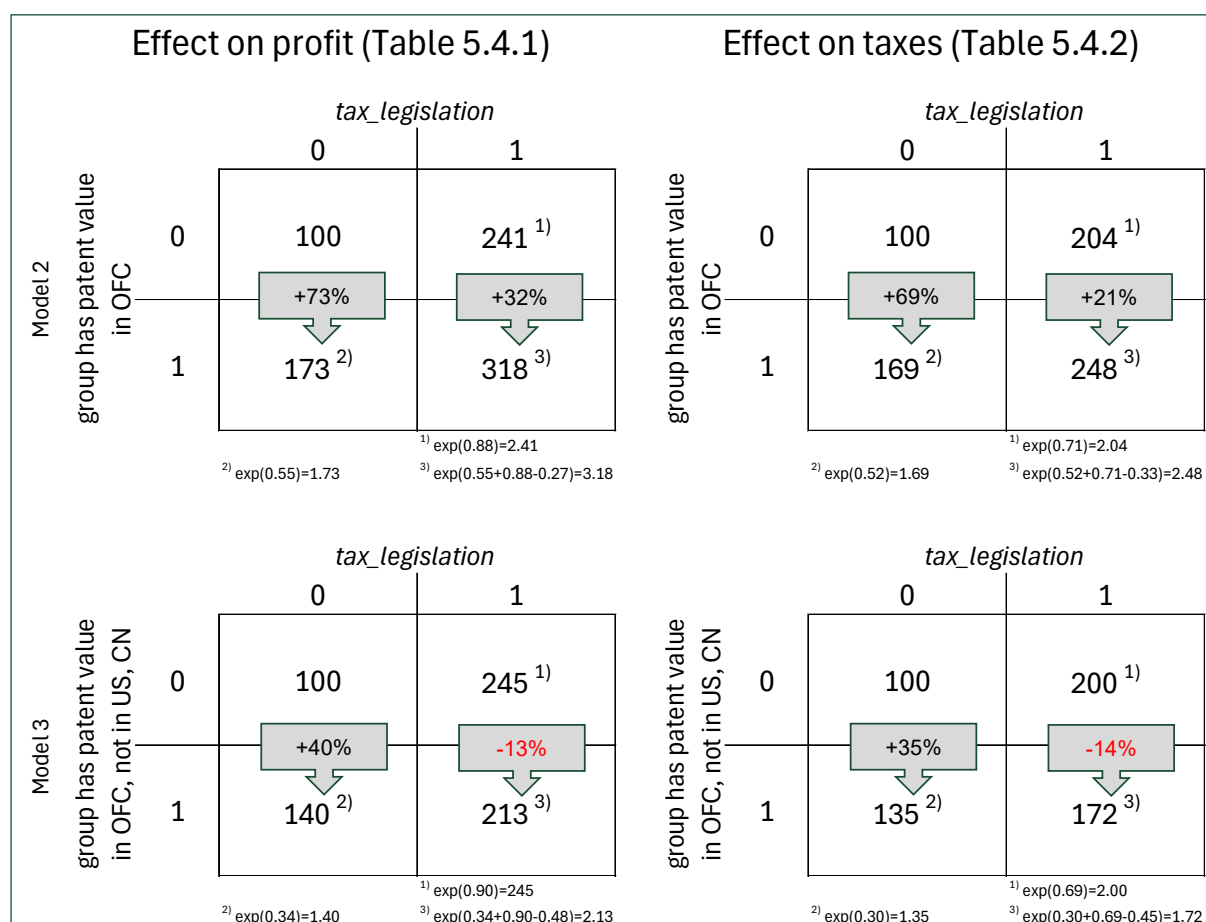 Effect on profit (Table 5.4.1)
Effect on taxes (Table 5.4.2)
Model 2
group has patent value
in OFC
tax_legislation
0 1
0 100 241 1)
+73% +32%
1 173 2) 318 3)
1) exp(0.88)=2.41
2) exp(0.55)=1.73 3) exp(0.55+0.88-0.27)=3.18
group has patent value
in OFC
tax_legislation
0 1
0 100 204 1)
+69% +21%
1 169 2) 248 3)
1) exp(0.71)=2.04
2) exp(0.52)=1.69 3) exp(0.52+0.71-0.33)=2.48
Model 3
group has patent value
in OFC, not in US, CN
tax_legislation
0 1
0 100 245 1)
+40% -13%
1 140 2) 213 3)
1) exp(0.90)=245
2) exp(0.34)=1.40 3) exp(0.34+0.90-0.48)=2.13
group has patent value
in OFC, not in US, CN
tax_legislation
0 1
0 100 200 1)
+35% -14%
1 135 2) 172 3)
1) exp(0.69)=2.00
2) exp(0.30)=1.35 3) exp(0.30+0.69-0.45)=1.72